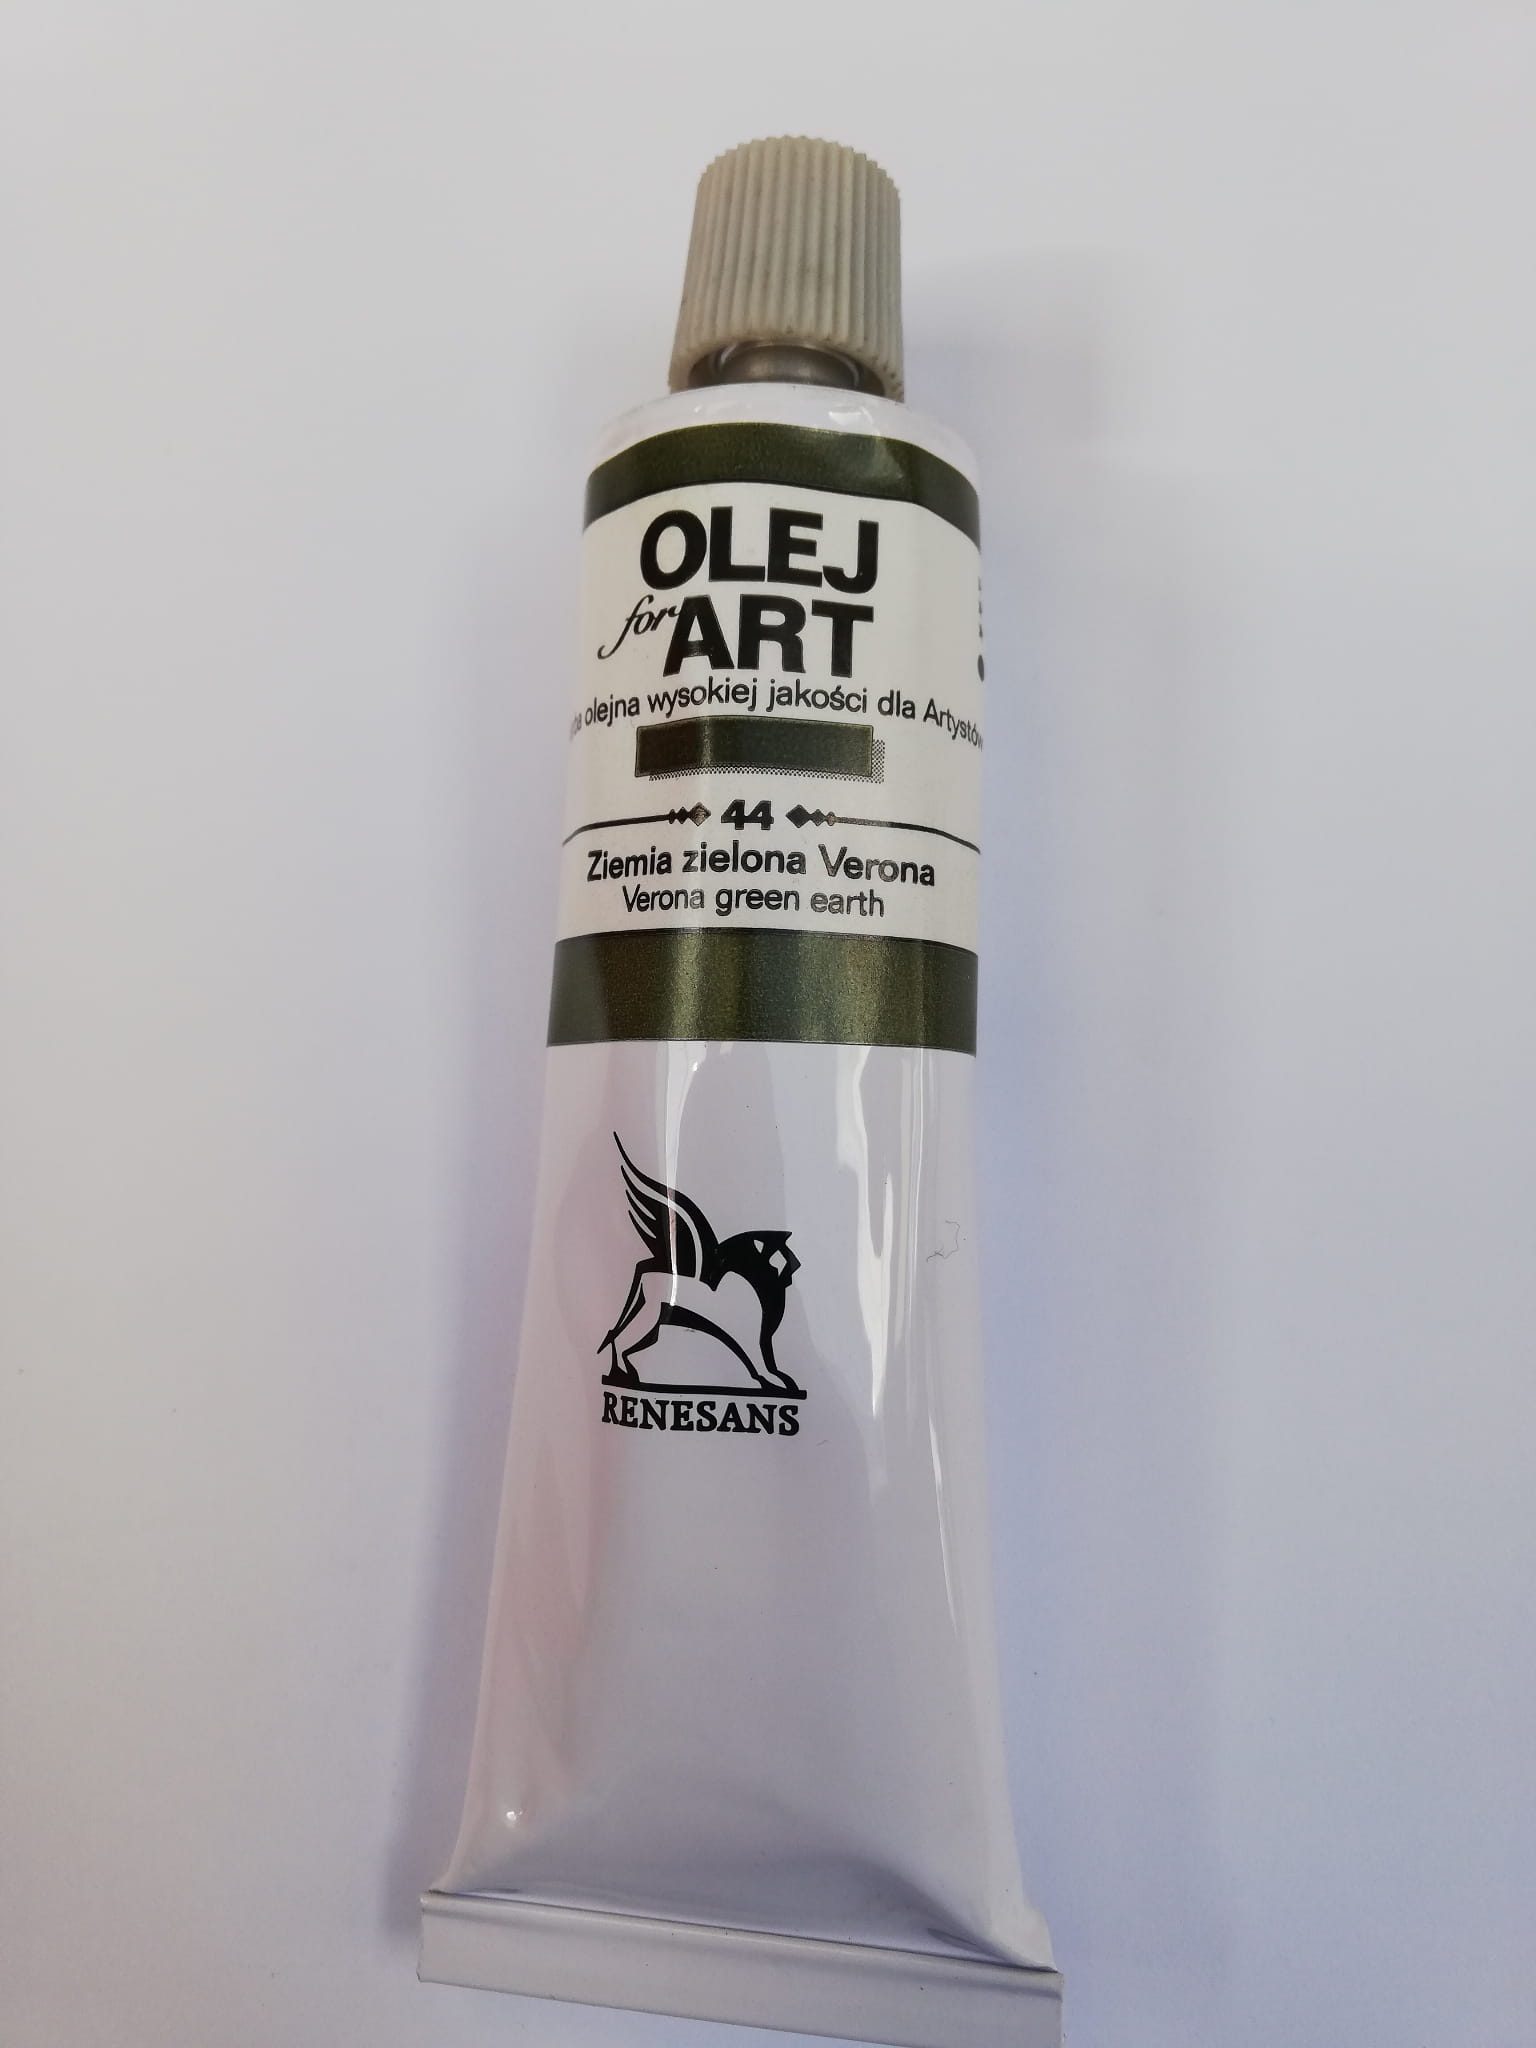 OLEJ
for ART
olejna wysokiej jakości dla Artystów
44
Ziemia zielona Verona
Verona green earth
RENESANS